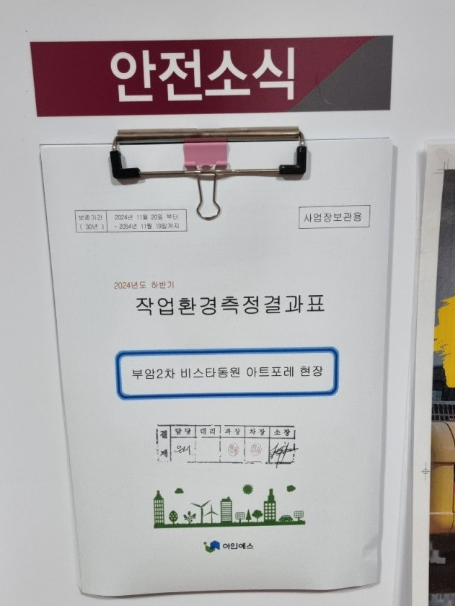 안전소식
보존기간
( 30년 )
2024년 11월 20일 부터
- 2054년 11월 19일까지
사업장보관용
2024년도 하반기
작업환경측정결과표
부암2차 비스타동원 아트포레 현장
결재
담당 대리 과장 차장 소장
아인에스